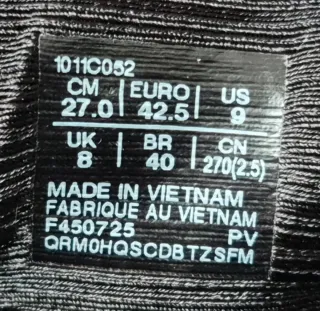 1011C052
CM | EURO | US
27.0 | 42.5 | 9
UK | BR | CN
8 | 40 | 270(2.5)
MADE IN VIETNAM
FABRIQUE AU VIETNAM
F450725 PV
QRM0HQSCDBTZSFM